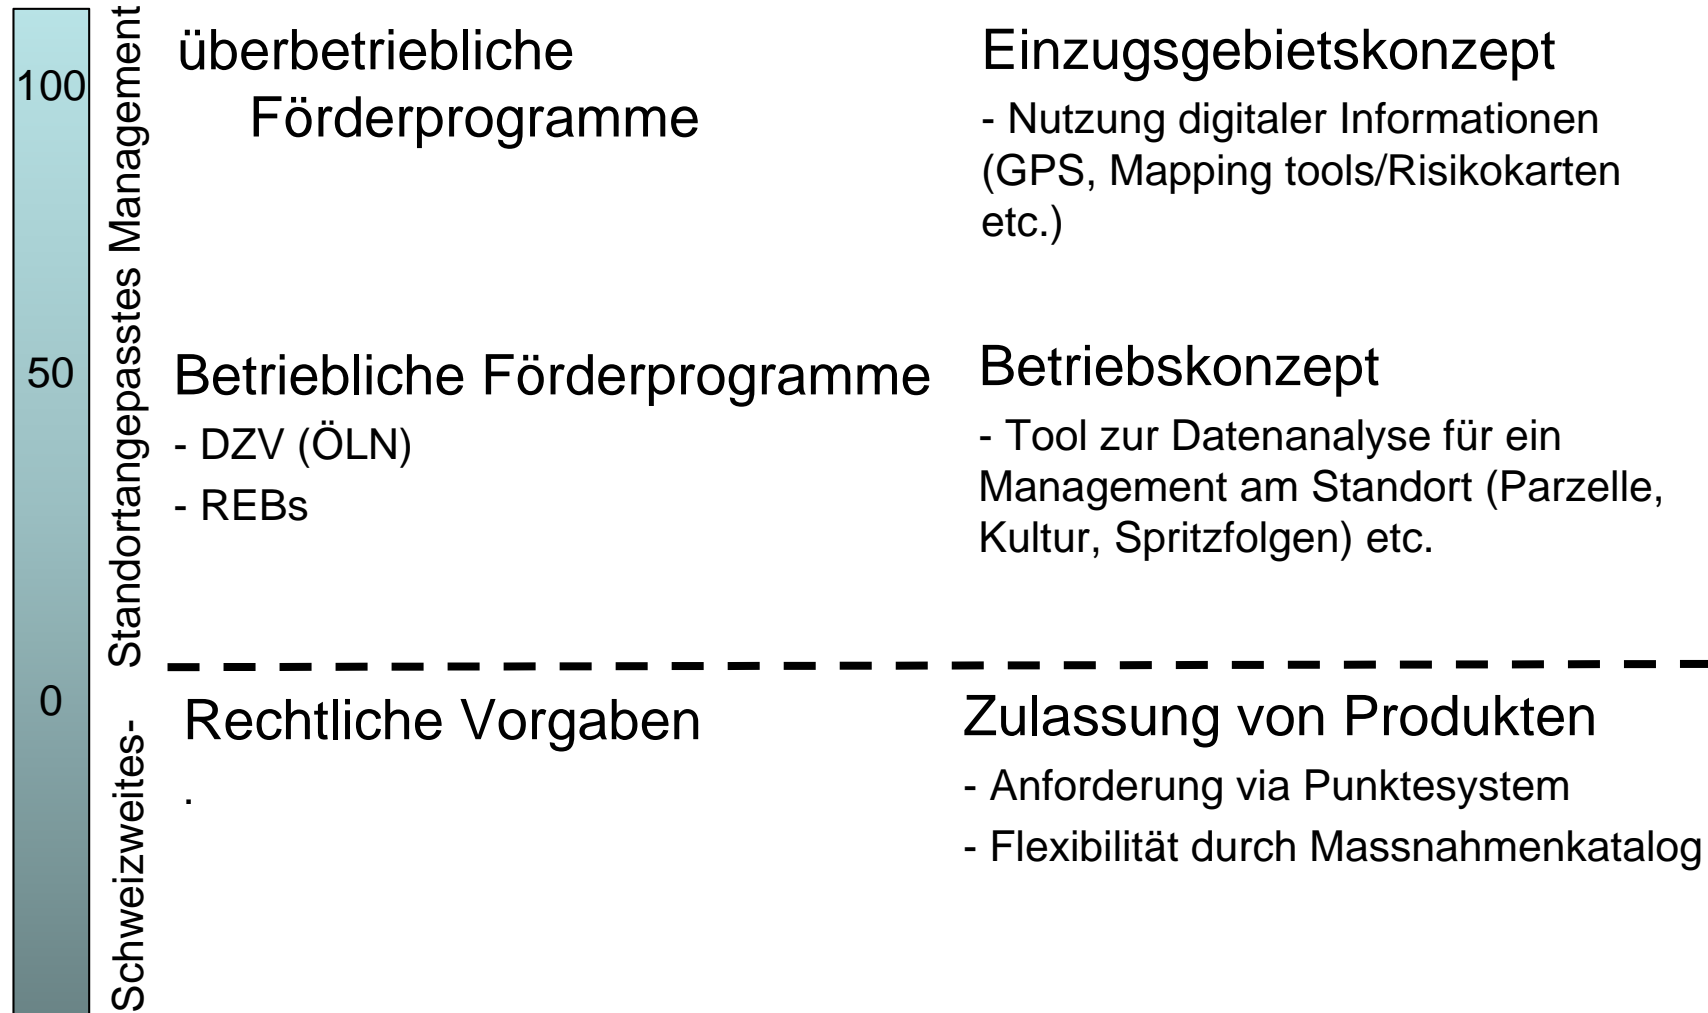 100
50
0
Standortangepasstes Management
Schweizweites-
überbetriebliche
Förderprogramme
Einzugsgebietskonzept
- Nutzung digitaler Informationen
(GPS, Mapping tools/Risikokarten
etc.)
Betriebliche Förderprogramme
- DZV (ÖLN)
- REBs
Betriebskonzept
- Tool zur Datenanalyse für ein
Management am Standort (Parzelle,
Kultur, Spritzfolgen) etc.
Rechtliche Vorgaben
.
Zulassung von Produkten
- Anforderung via Punktesystem
- Flexibilität durch Massnahmenkatalog